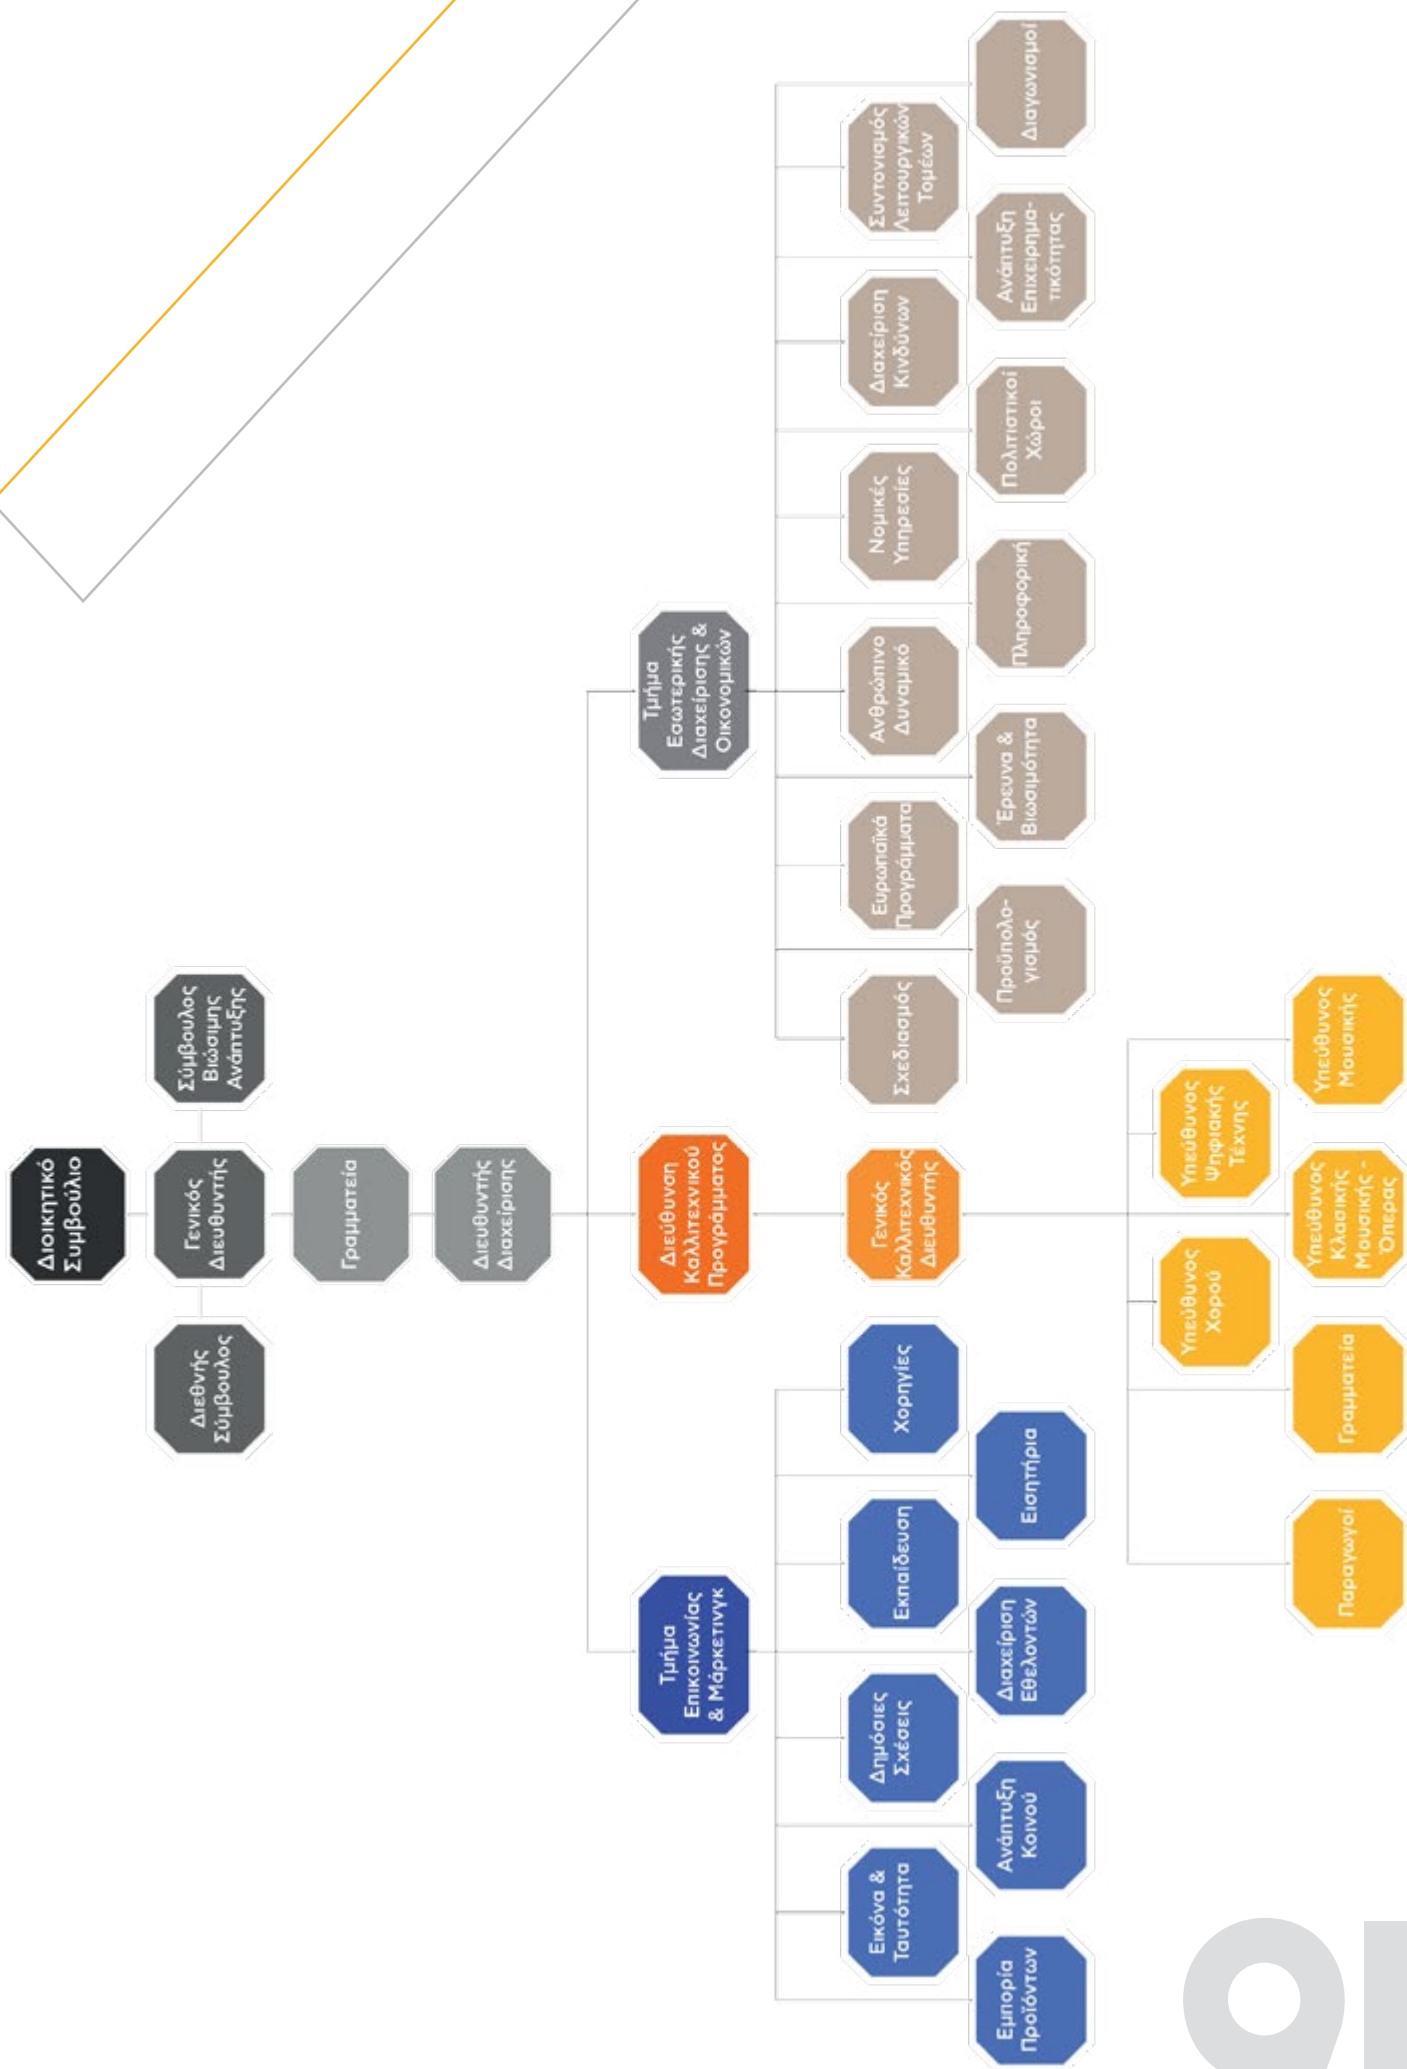 Διοικητικό
Συμβούλιο
Διεθνής
Σύμβουλος
Γενικός
Διευθυντής
Σύμβουλος
Βιώσιμης
Ανάπτυξης
Γραμματεία
Διευθυντής
Διαχείρισης
Τμήμα
Επικοινωνίας
& Μάρκετινγκ
Διεύθυνση
Καλλιτεχνικού
Προγράμματος
Τμήμα
Εσωτερικής
Διαχείρισης &
Οικονομικών
Εικόνα &
Ταυτότητα
Δημόσιες
Σχέσεις
Εκπαίδευση
Χορηγίες
Γενικός
Καλλιτεχνικός
Διευθυντής
Σχεδιασμός
Ευρωπαϊκά
Προγράμματα
Ανθρώπινο
Δυναμικό
Νομικές
Υπηρεσίες
Διαχείριση
Κινδύνων
Συντονισμός
Λειτουργικών
Τομέων
Εμπορία
Προϊόντων
Ανάπτυξη
Κοινού
Διαχείριση
Εθελοντών
Εισητήρια
Προϋπολο-
γισμός
Έρευνα &
Βιωσιμότητα
Πληροφορική
Πολιτιστικοί
Χώροι
Ανάπτυξη
Επιχειρημα-
τικότητας
Διαγωνισμοί
Υπεύθυνος
Χορού
Υπεύθυνος
Ψηφιακής
Τέχνης
Παραγωγοί
Γραμματεία
Υπεύθυνος
Κλασικής
Μουσικής -
Όπερας
Υπεύθυνος
Μουσικής